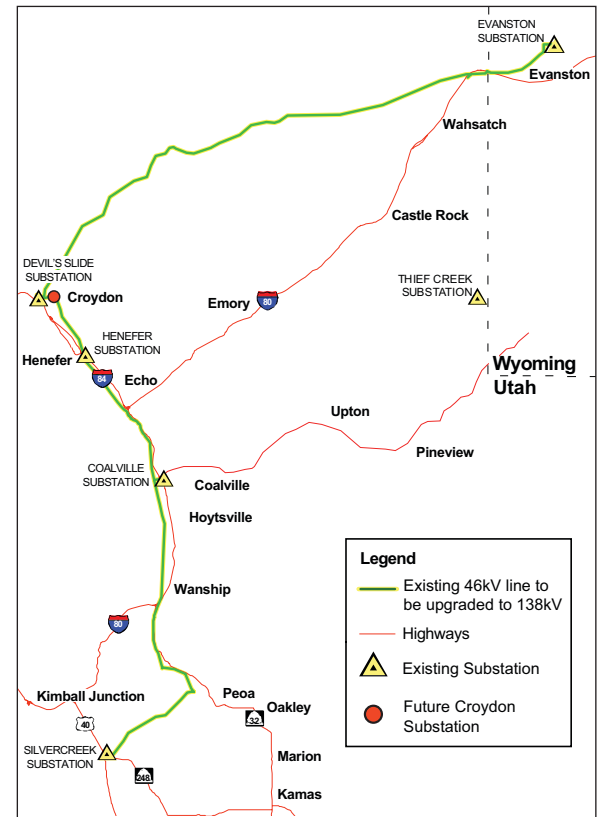 EVANSTON
SUBSTATION
Evanston
Wahsatch
Castle Rock
DEVIL'S SLIDE
SUBSTATION
THIEF CREEK
SUBSTATION
Croydon
Emory
80
HENEFER
SUBSTATION
Henefer
84
Echo
Wyoming
Utah
Upton
Pineview
COALVILLE
SUBSTATION
Coalville
Hoytsville
Wanship
80
Kimball Junction
40
Peoa
Oakley
32
SILVERCREEK
SUBSTATION
248
Marion
Kamas
Legend
Existing 46kV line to
be upgraded to 138kV
Highways
Existing Substation
Future Croydon
Substation